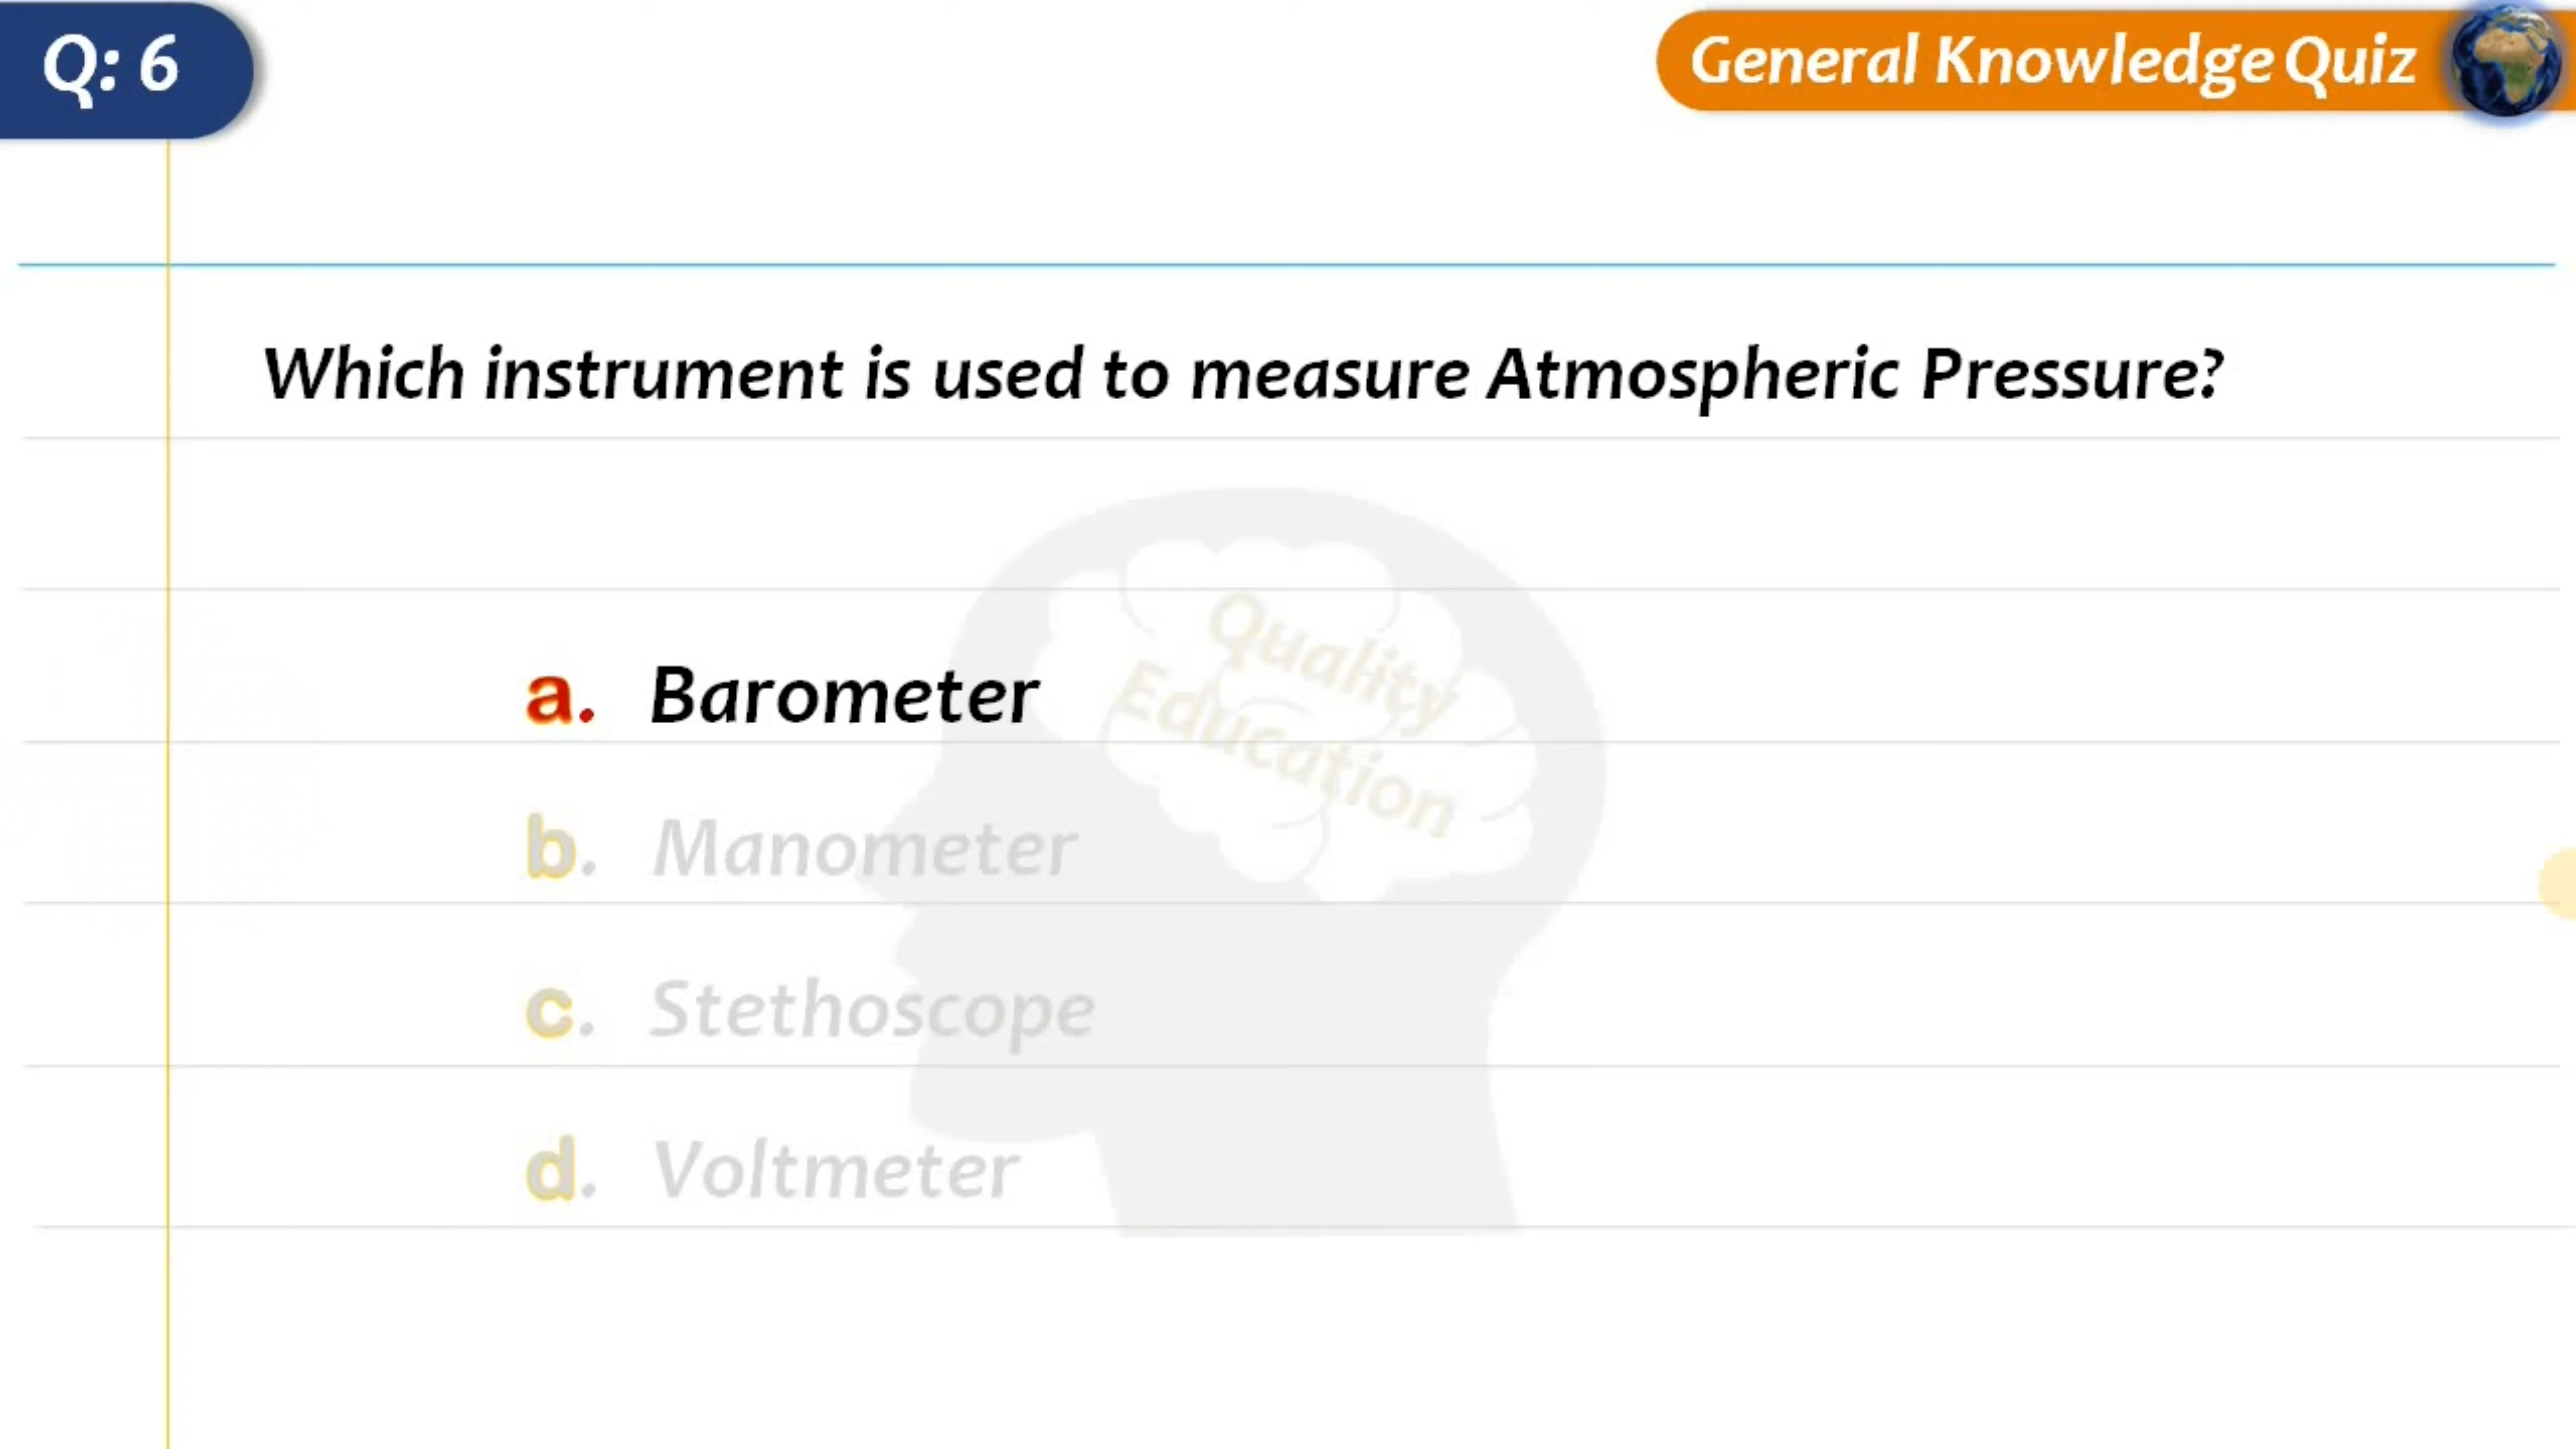 Q: 6
General Knowledge Quiz
Which instrument is used to measure Atmospheric Pressure?
Quality
Education
a. Barometer
b. Manometer
c. Stethoscope
d. Voltmeter